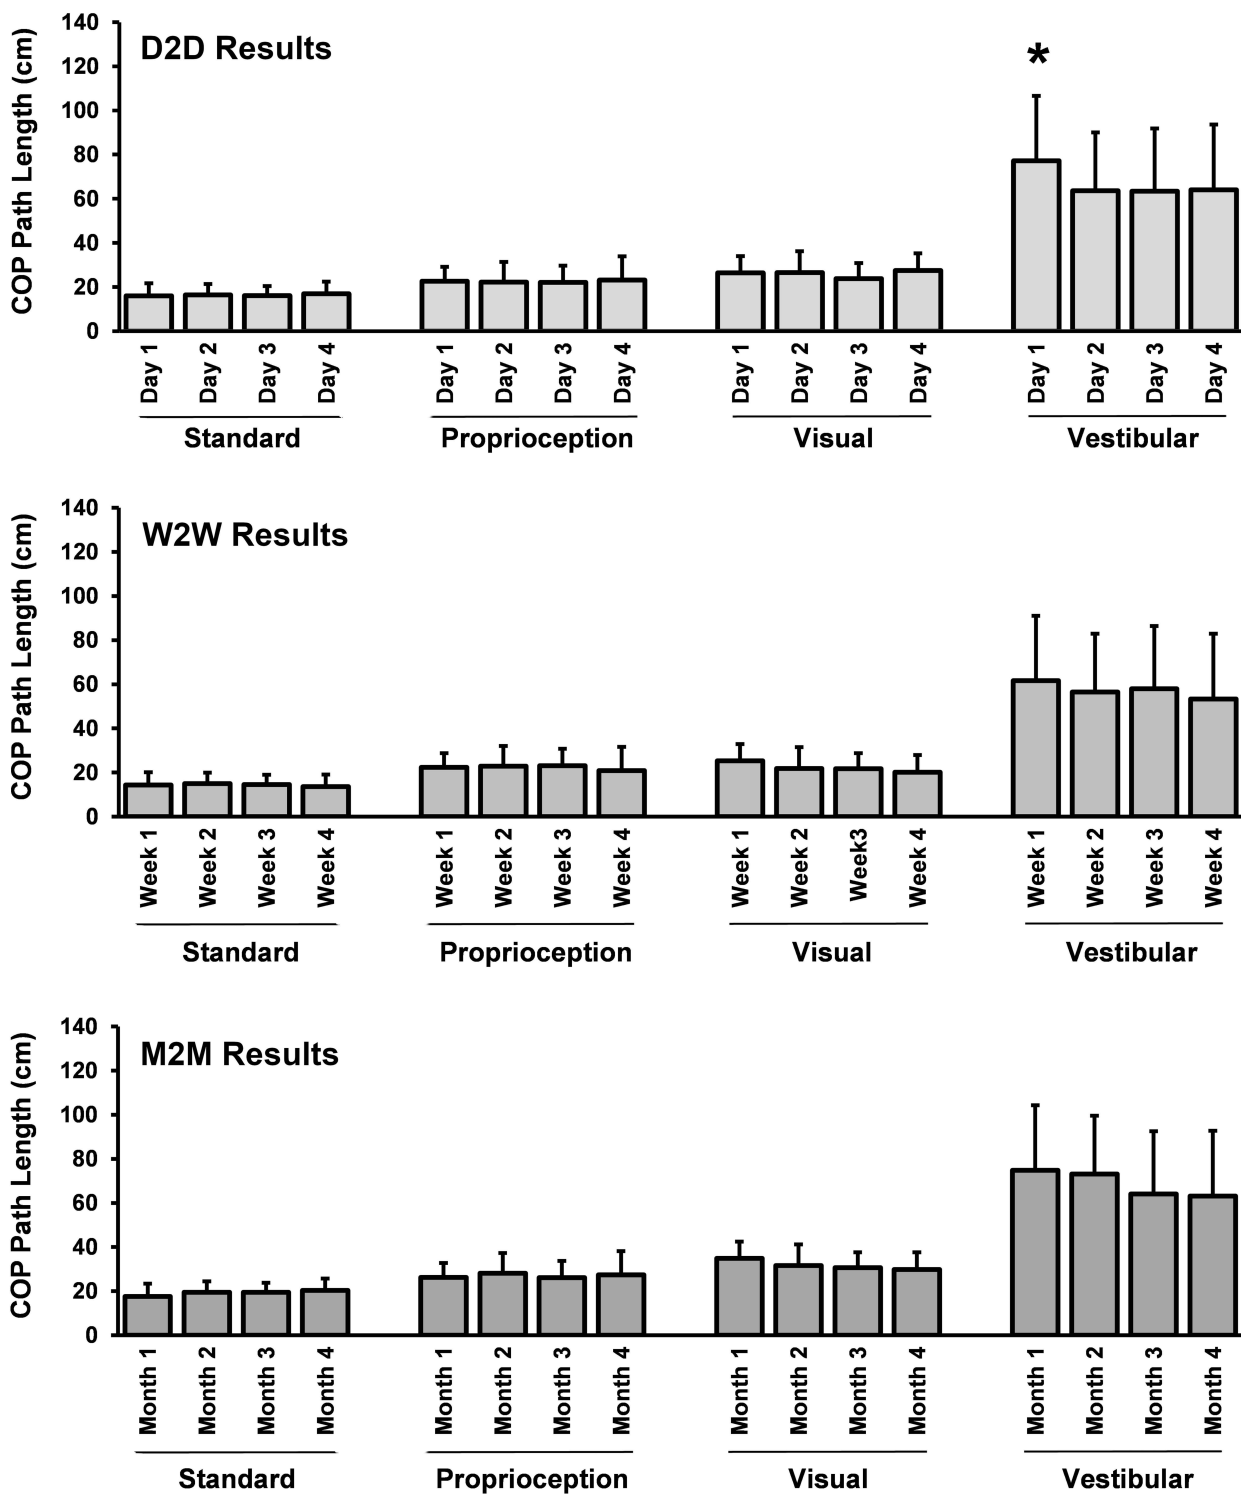 D2D Results
*
COP Path Length (cm)
140
120
100
80
60
40
20
0
Day 1 Day 2 Day 3 Day 4 Day 1 Day 2 Day 3 Day 4 Day 1 Day 2 Day 3 Day 4 Day 1 Day 2 Day 3 Day 4
Standard Proprioception Visual Vestibular
W2W Results
COP Path Length (cm)
140
120
100
80
60
40
20
0
Week 1 Week 2 Week 3 Week 4 Week 1 Week 2 Week 3 Week 4 Week 1 Week 2 Week3 Week 4 Week 1 Week 2 Week 3 Week 4
Standard Proprioception Visual Vestibular
M2M Results
COP Path Length (cm)
140
120
100
80
60
40
20
0
Month 1 Month 2 Month 3 Month 4 Month 1 Month 2 Month 3 Month 4 Month 1 Month 2 Month 3 Month 4 Month 1 Month 2 Month 3 Month 4
Standard Proprioception Visual Vestibular